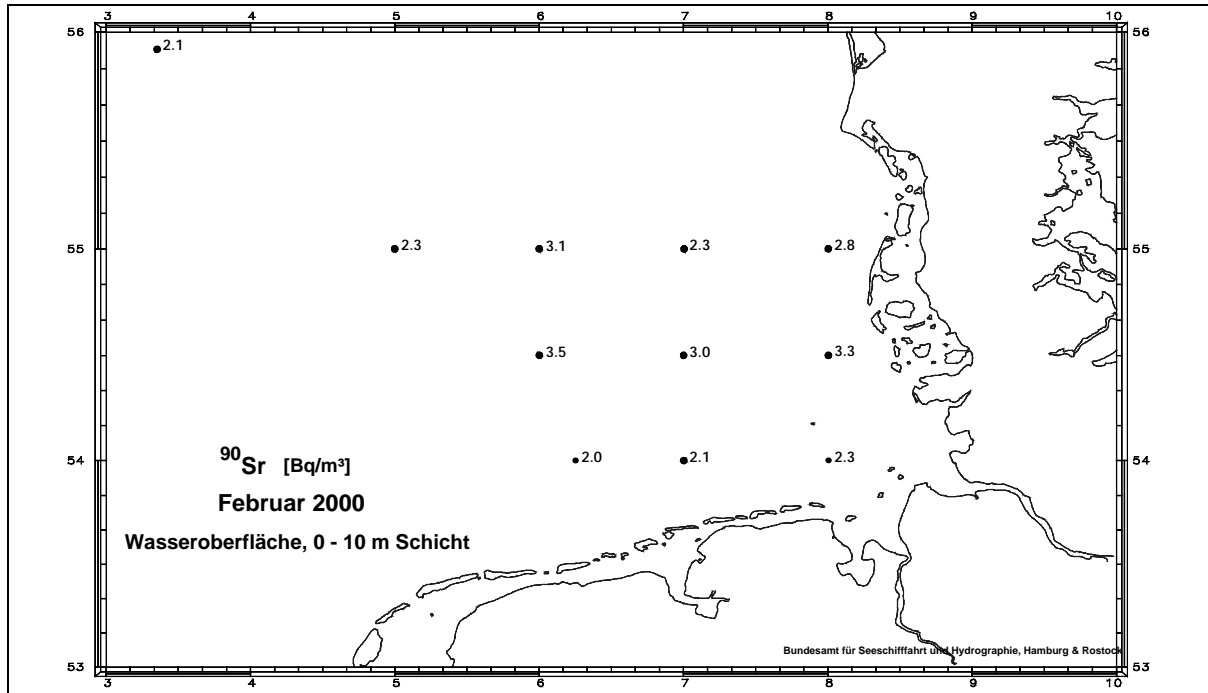 3 4 5 6 7 8 9 10
56 56
2.1
55 2.3 3.1 2.3 2.8 55
3.5 3.0 3.3
54 2.0 2.1 2.3 54
⁹⁰Sr [Bq/m³]
Februar 2000
Wasseroberfläche, 0 - 10 m Schicht
Bundesamt für Seeschifffahrt und Hydrographie, Hamburg & Rostock
53 53
3 4 5 6 7 8 9 10